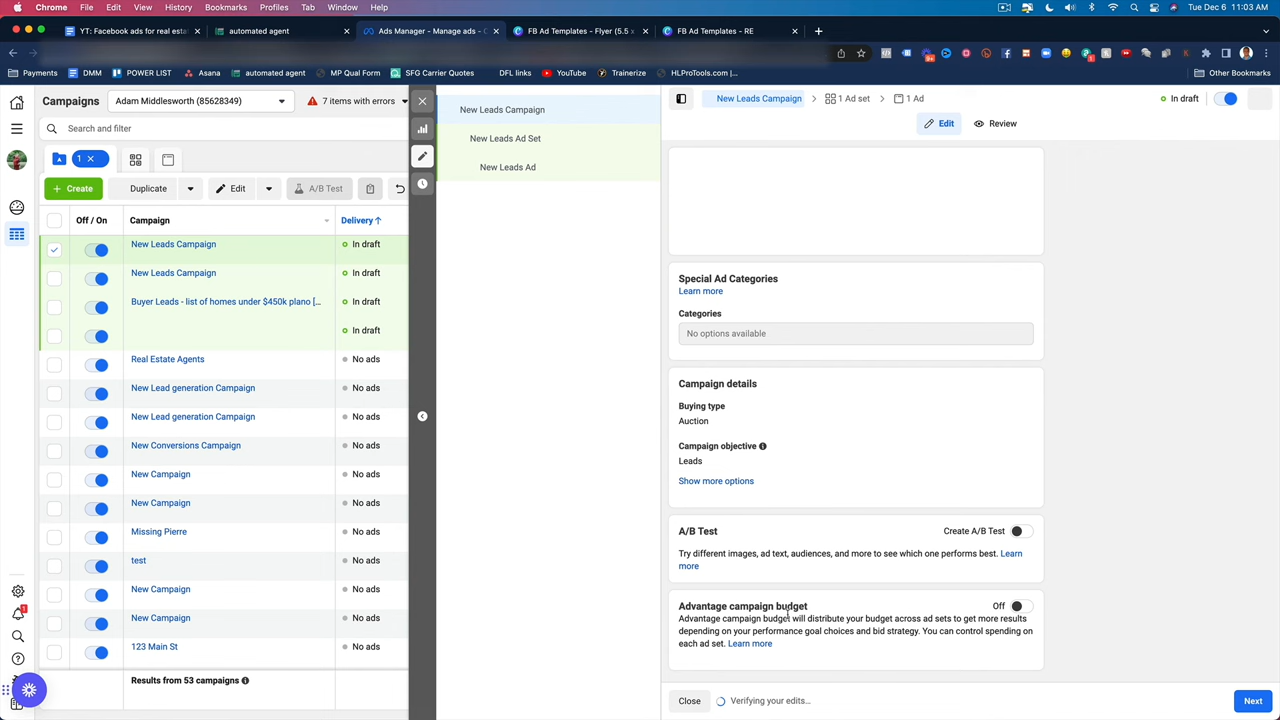 Chrome File Edit View History Bookmarks Profiles Tab Window Help
Tue Dec 6 11:03 AM
YT: Facebook ads for real esta
automated agent
Ads Manager - Manage ads - C
FB Ad Templates - Flyer (5.5 x
FB Ad Templates - RE
Payments
DMM
POWER LIST
Asana
automated agent
MP Qual Form
SFG Carrier Quotes
DFL links
YouTube
Trainerize
HLProTools.com |...
Other Bookmarks
Campaigns
Adam Middlesworth (85628349)
7 items with errors
Search and filter
1
Create
Duplicate
Edit
A/B Test
Off / On
Campaign
Delivery
New Leads Campaign
In draft
New Leads Campaign
In draft
Buyer Leads - list of homes under $450k plano [...
In draft
In draft
Real Estate Agents
No ads
New Lead generation Campaign
No ads
New Lead generation Campaign
No ads
New Conversions Campaign
No ads
New Campaign
No ads
New Campaign
No ads
Missing Pierre
No ads
test
No ads
New Campaign
No ads
New Campaign
No ads
123 Main St
No ads
Results from 53 campaigns
New Leads Campaign
New Leads Ad Set
New Leads Ad
New Leads Campaign
1 Ad set
1 Ad
In draft
Edit
Review
Special Ad Categories
Learn more
Categories
No options available
Campaign details
Buying type
Auction
Campaign objective
Leads
Show more options
A/B Test
Create A/B Test
Try different images, ad text, audiences, and more to see which one performs best. Learn
more
Advantage campaign budget
Off
Advantage campaign budget will distribute your budget across ad sets to get more results
depending on your performance goal choices and bid strategy. You can control spending on
each ad set. Learn more
Close
Verifying your edits...
Next